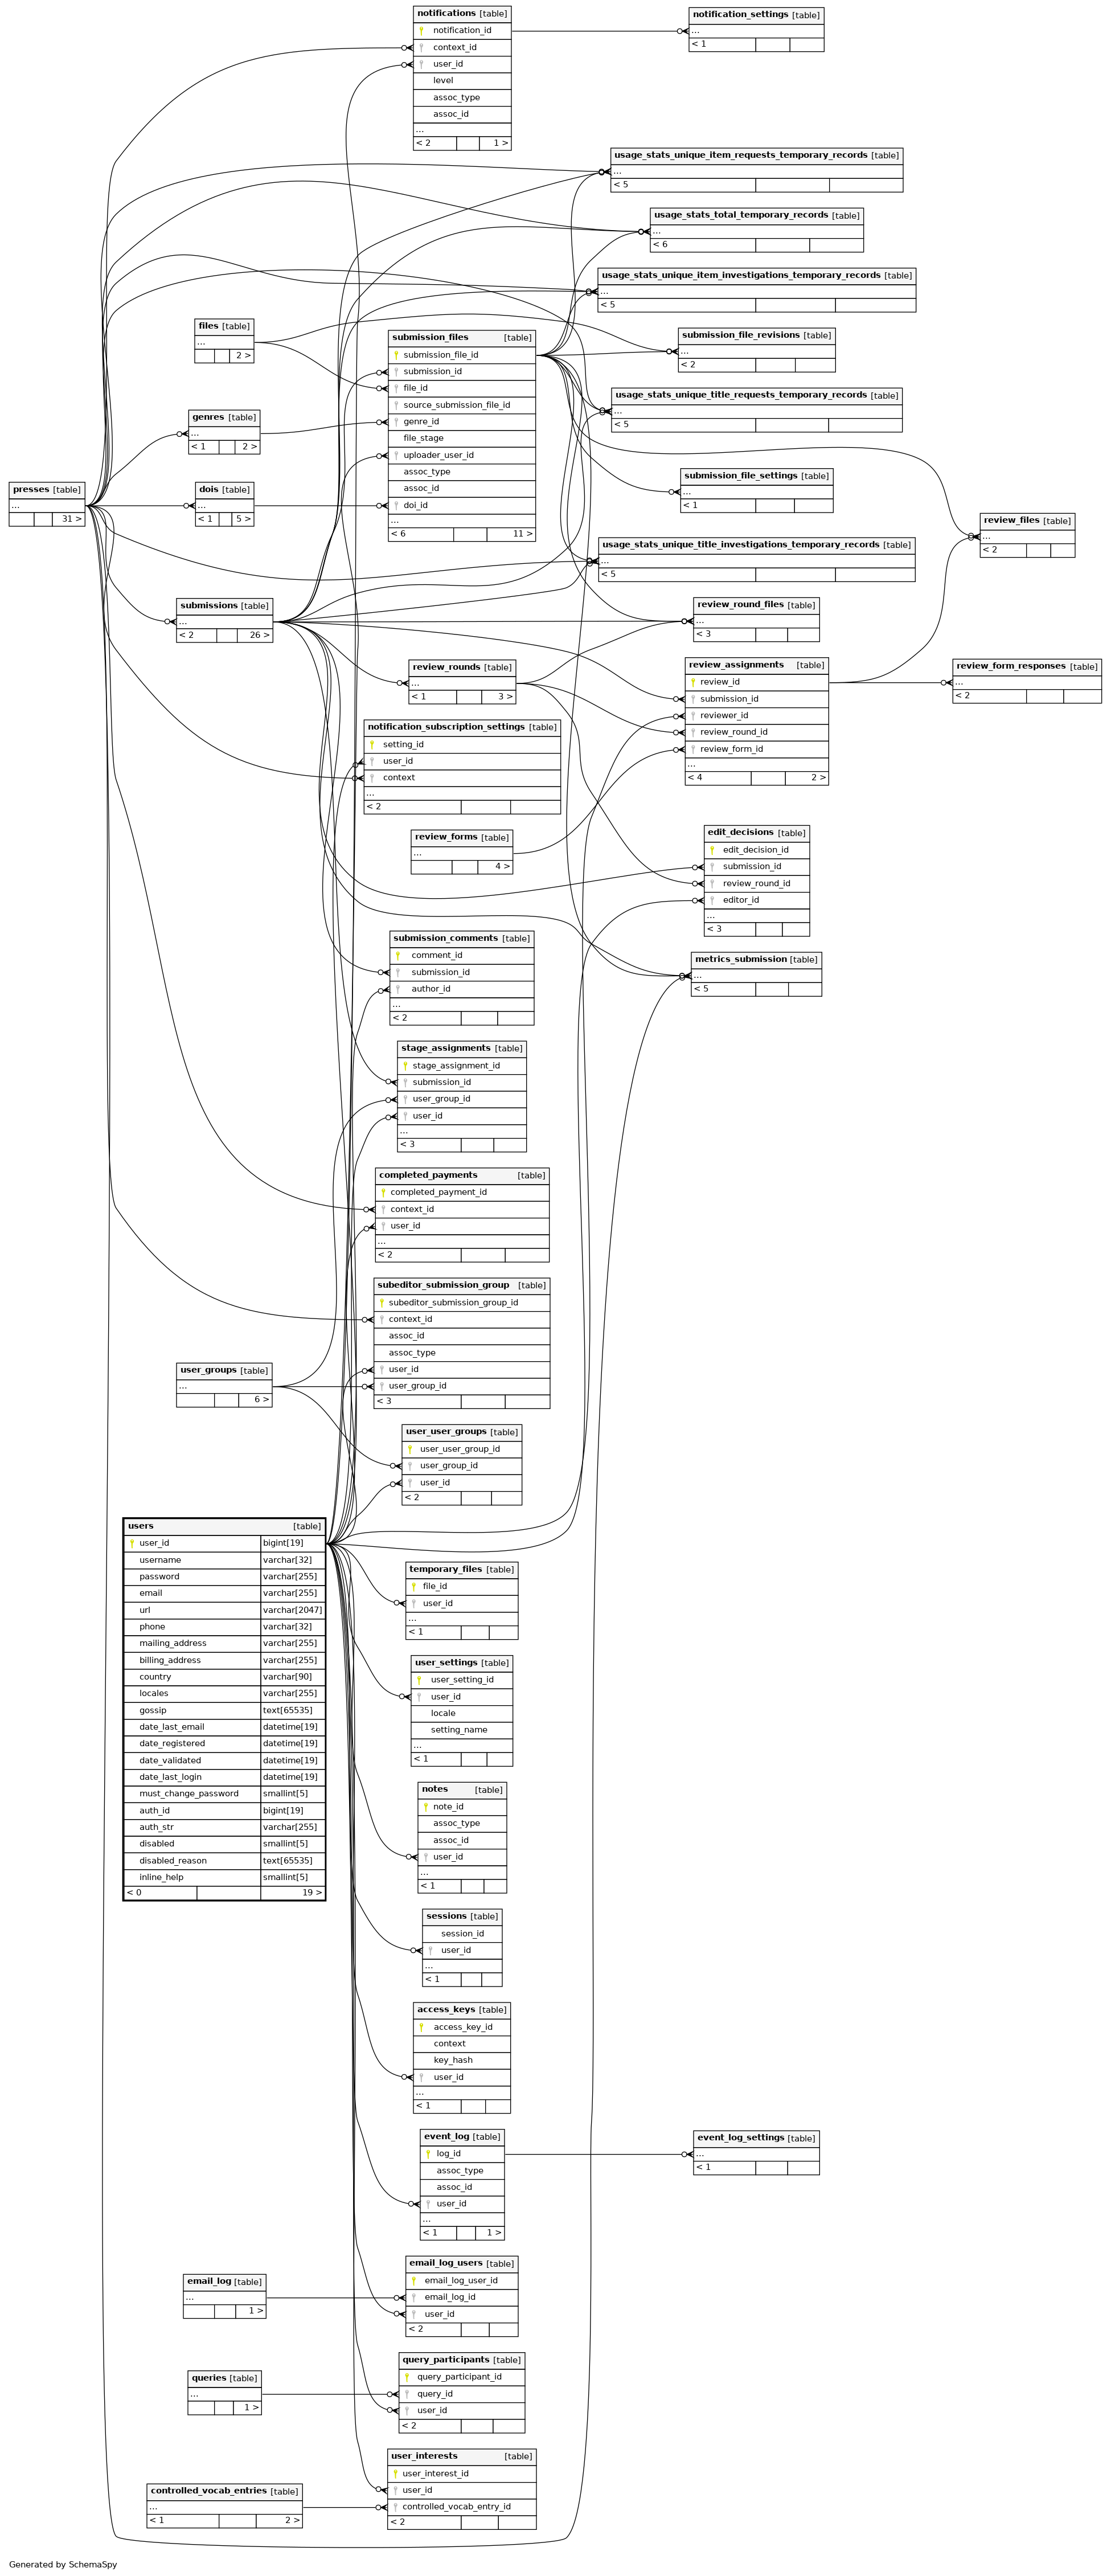 notifications [table]
notification_id
context_id
user_id
level
assoc_type
assoc_id
...
< 2 1 >
notification_settings [table]
...
< 1
usage_stats_unique_item_requests_temporary_records [table]
...
< 5
usage_stats_total_temporary_records [table]
...
< 6
usage_stats_unique_item_investigations_temporary_records [table]
...
< 5
files [table]
...
2 >
submission_files [table]
submission_file_id
submission_id
file_id
source_submission_file_id
genre_id
file_stage
uploader_user_id
assoc_type
assoc_id
doi_id
...
< 6 11 >
submission_file_revisions [table]
...
< 2
usage_stats_unique_title_requests_temporary_records [table]
...
< 5
genres [table]
...
< 1 2 >
submission_file_settings [table]
...
< 1
presses [table]
...
31 >
dois [table]
...
< 1 5 >
review_files [table]
...
< 2
usage_stats_unique_title_investigations_temporary_records [table]
...
< 5
submissions [table]
...
< 2 26 >
review_round_files [table]
...
< 3
review_rounds [table]
...
< 1 3 >
review_assignments [table]
review_id
submission_id
reviewer_id
review_round_id
review_form_id
...
< 4 2 >
review_form_responses [table]
...
< 2
notification_subscription_settings [table]
setting_id
user_id
context
...
< 2
review_forms [table]
...
4 >
edit_decisions [table]
edit_decision_id
submission_id
review_round_id
editor_id
...
< 3
submission_comments [table]
comment_id
submission_id
author_id
...
< 2
metrics_submission [table]
...
< 5
stage_assignments [table]
stage_assignment_id
submission_id
user_group_id
user_id
...
< 3
completed_payments [table]
completed_payment_id
context_id
user_id
...
< 2
subeditor_submission_group [table]
subeditor_submission_group_id
context_id
assoc_id
assoc_type
user_id
user_group_id
< 3
user_groups [table]
...
6 >
user_user_groups [table]
user_user_group_id
user_group_id
user_id
< 2
users [table]
user_id bigint[19]
username varchar[32]
password varchar[255]
email varchar[255]
url varchar[2047]
phone varchar[32]
mailing_address varchar[255]
billing_address varchar[255]
country varchar[90]
locales varchar[255]
gossip text[65535]
date_last_email datetime[19]
date_registered datetime[19]
date_validated datetime[19]
date_last_login datetime[19]
must_change_password smallint[5]
auth_id bigint[19]
auth_str varchar[255]
disabled smallint[5]
disabled_reason text[65535]
inline_help smallint[5]
< 0 19 >
temporary_files [table]
file_id
user_id
...
< 1
user_settings [table]
user_setting_id
user_id
locale
setting_name
...
< 1
notes [table]
note_id
assoc_type
assoc_id
user_id
...
< 1
sessions [table]
session_id
user_id
...
< 1
access_keys [table]
access_key_id
context
key_hash
user_id
...
< 1
event_log [table]
log_id
assoc_type
assoc_id
user_id
...
< 1 1 >
event_log_settings [table]
...
< 1
email_log [table]
...
1 >
email_log_users [table]
email_log_user_id
email_log_id
user_id
< 2
queries [table]
...
1 >
query_participants [table]
query_participant_id
query_id
user_id
< 2
controlled_vocab_entries [table]
...
< 1 2 >
user_interests [table]
user_interest_id
user_id
controlled_vocab_entry_id
< 2
Generated by SchemaSpy